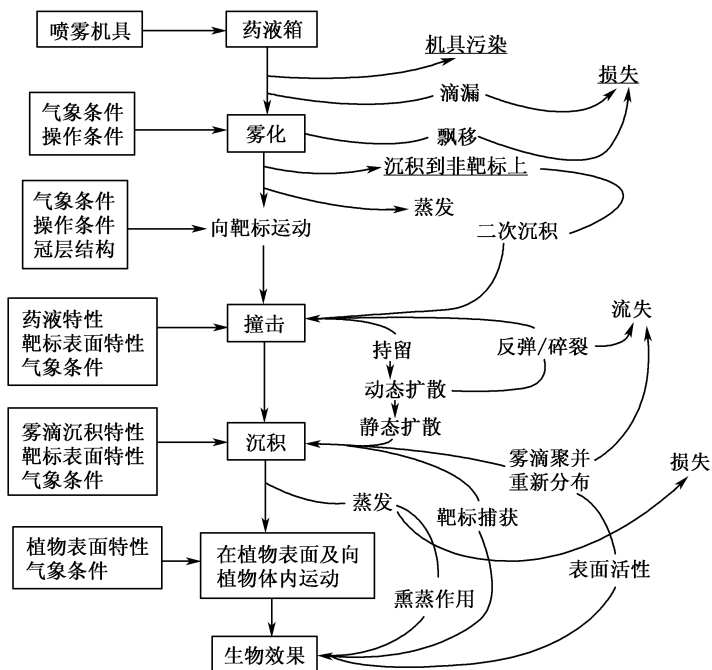 喷雾机具
药液箱
机具污染
损失
滴漏
气象条件
操作条件
雾化
飘移
沉积到非靶标上
蒸发
气象条件
操作条件
冠层结构
向靶标运动
二次沉积
药液特性
靶标表面特性
气象条件
撞击
持留
反弹/碎裂
流失
动态扩散
静态扩散
雾滴沉积特性
靶标表面特性
气象条件
沉积
雾滴聚并
重新分布
损失
蒸发
靶标捕获
植物表面特性
气象条件
在植物表面及向
植物体内运动
表面活性
熏蒸作用
生物效果